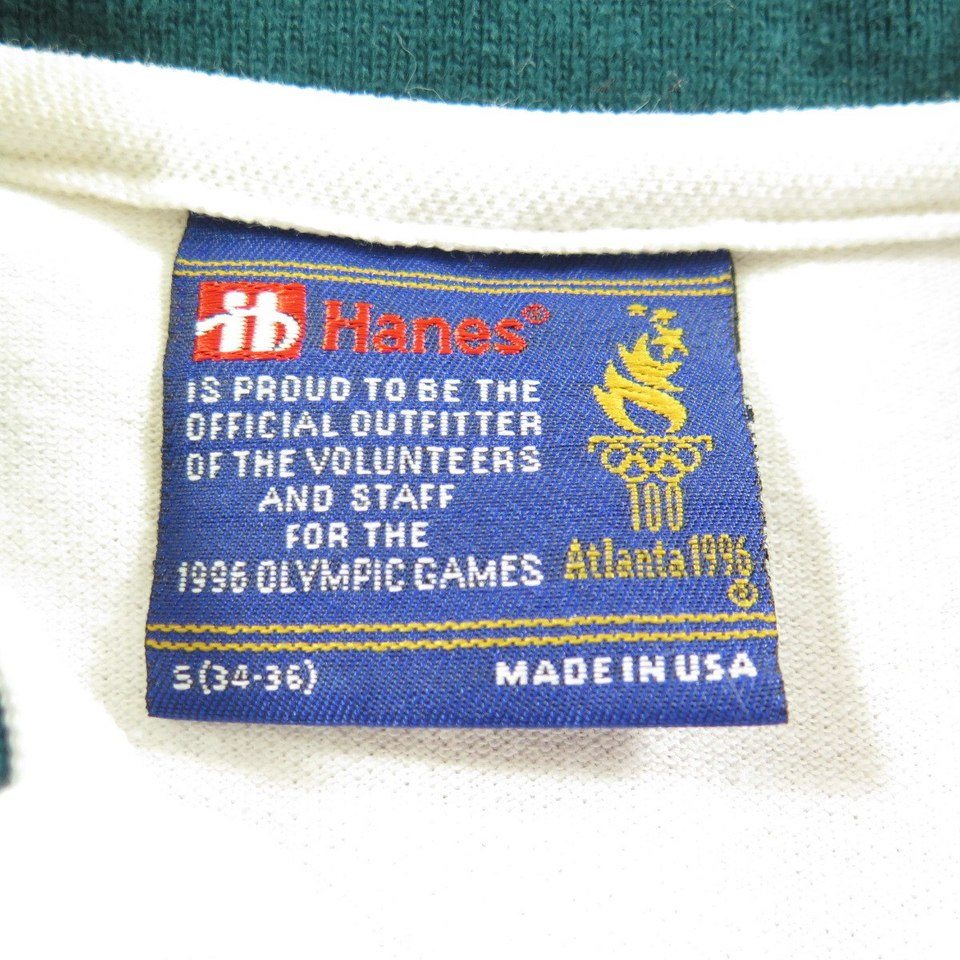 Hanes®
IS PROUD TO BE THE
OFFICIAL OUTFITTER
OF THE VOLUNTEERS
AND STAFF
FOR THE
1996 OLYMPIC GAMES
100
Atlanta 1996
©
S (34-36)
MADE IN USA